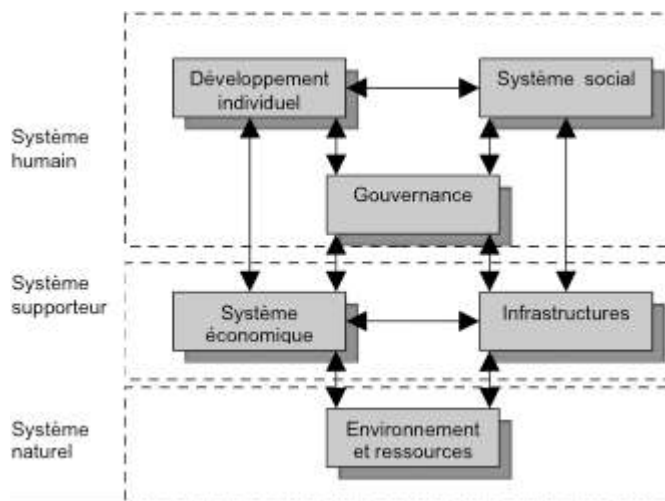 Développement
individuel
Système social
Système
humain
Gouvernance
Système
supporteur
Système
économique
Infrastructures
Système
naturel
Environnement
et ressources